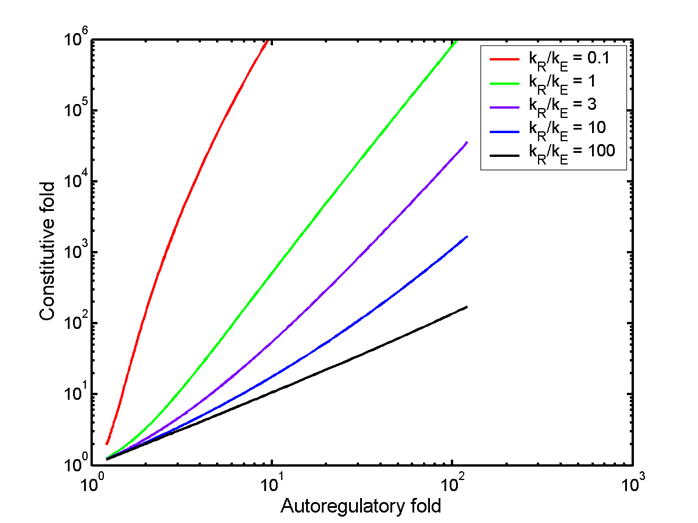 10^6
10^5
10^4
10^3
10^2
10^1
10^0
Constitutive fold
k_R/k_E = 0.1
k_R/k_E = 1
k_R/k_E = 3
k_R/k_E = 10
k_R/k_E = 100
10^0
10^1
10^2
10^3
Autoregulatory fold